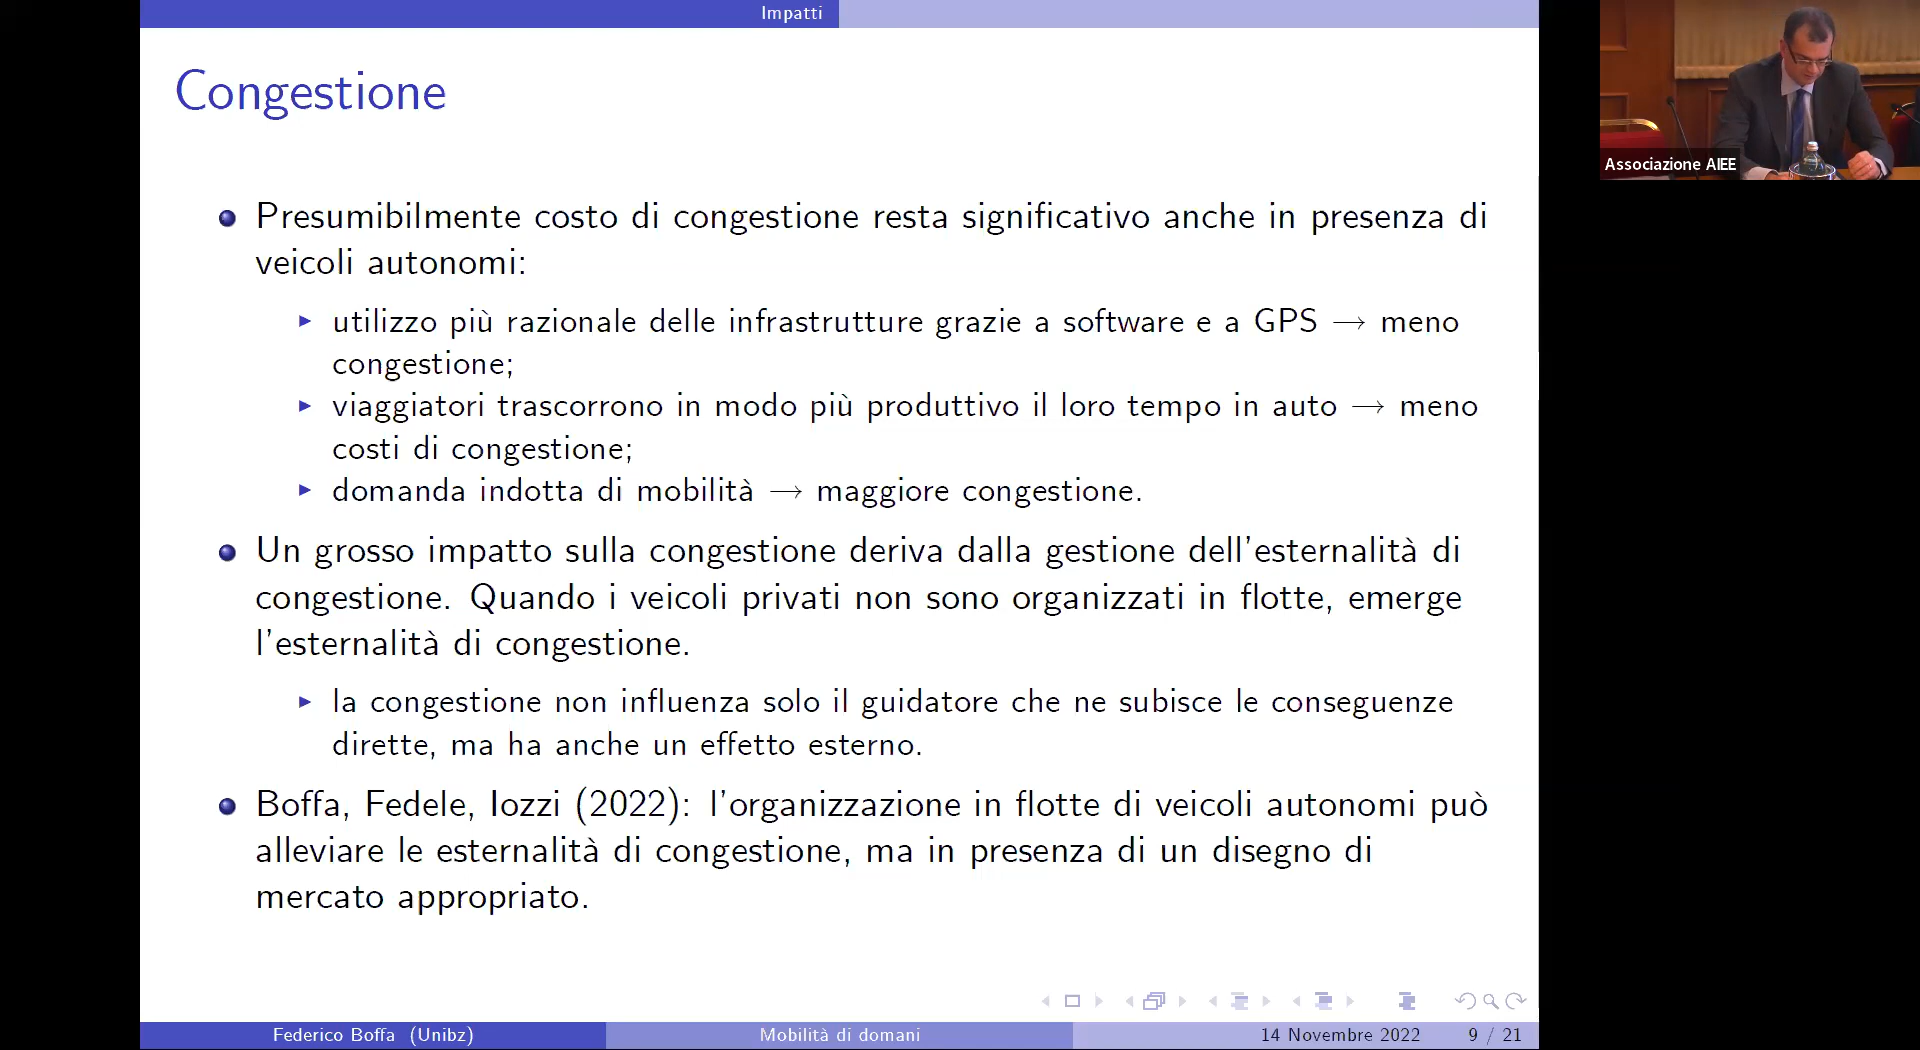 Impatti
Congestione
Presumibilmente costo di congestione resta significativo anche in presenza di
veicoli autonomi:
utilizzo più razionale delle infrastrutture grazie a software e a GPS → meno
congestione;
viaggiatori trascorrono in modo più produttivo il loro tempo in auto → meno
costi di congestione;
domanda indotta di mobilità → maggiore congestione.
Un grosso impatto sulla congestione deriva dalla gestione dell'esternalità di
congestione. Quando i veicoli privati non sono organizzati in flotte, emerge
l'esternalità di congestione.
la congestione non influenza solo il guidatore che ne subisce le conseguenze
dirette, ma ha anche un effetto esterno.
Boffa, Fedele, Iozzi (2022): l'organizzazione in flotte di veicoli autonomi può
alleviare le esternalità di congestione, ma in presenza di un disegno di
mercato appropriato.
Federico Boffa (Unibz) Mobilità di domani 14 Novembre 2022 9 / 21
Associazione AIEE